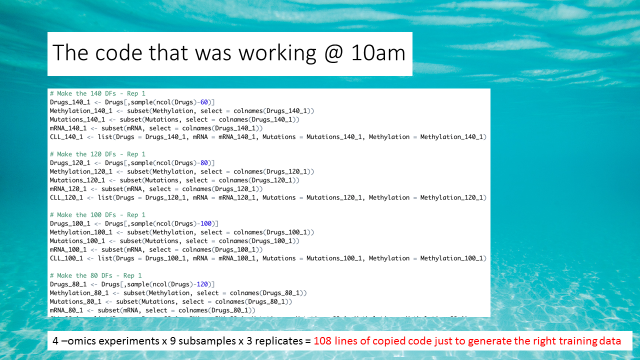 The code that was working @ 10am
# Make the 140 DFs - Rep 1
Drugs_140_1 <- Drugs[,sample(ncol(Drugs)-60)]
Methylation_140_1 <- subset(Methylation, select = colnames(Drugs_140_1))
Mutations_140_1 <- subset(Mutations, select = colnames(Drugs_140_1))
mRNA_140_1 <- subset(mRNA, select = colnames(Drugs_140_1))
CLL_140_1 <- list(Drugs = Drugs_140_1, mRNA = mRNA_140_1, Mutations = Mutations_140_1, Methylation = Methylation_140_1)
# Make the 120 DFs - Rep 1
Drugs_120_1 <- Drugs[,sample(ncol(Drugs)-80)]
Methylation_120_1 <- subset(Methylation, select = colnames(Drugs_120_1))
Mutations_120_1 <- subset(Mutations, select = colnames(Drugs_120_1))
mRNA_120_1 <- subset(mRNA, select = colnames(Drugs_120_1))
CLL_120_1 <- list(Drugs = Drugs_120_1, mRNA = mRNA_120_1, Mutations = Mutations_120_1, Methylation = Methylation_120_1)
# Make the 100 DFs - Rep 1
Drugs_100_1 <- Drugs[,sample(ncol(Drugs)-100)]
Methylation_100_1 <- subset(Methylation, select = colnames(Drugs_100_1))
Mutations_100_1 <- subset(Mutations, select = colnames(Drugs_100_1))
mRNA_100_1 <- subset(mRNA, select = colnames(Drugs_100_1))
CLL_100_1 <- list(Drugs = Drugs_100_1, mRNA = mRNA_100_1, Mutations = Mutations_100_1, Methylation = Methylation_100_1)
# Make the 80 DFs - Rep 1
Drugs_80_1 <- Drugs[,sample(ncol(Drugs)-120)]
Methylation_80_1 <- subset(Methylation, select = colnames(Drugs_80_1))
Mutations_80_1 <- subset(Mutations, select = colnames(Drugs_80_1))
mRNA_80_1 <- subset(mRNA, select = colnames(Drugs_80_1))
4 –omics experiments x 9 subsamples x 3 replicates = 108 lines of copied code just to generate the right training data